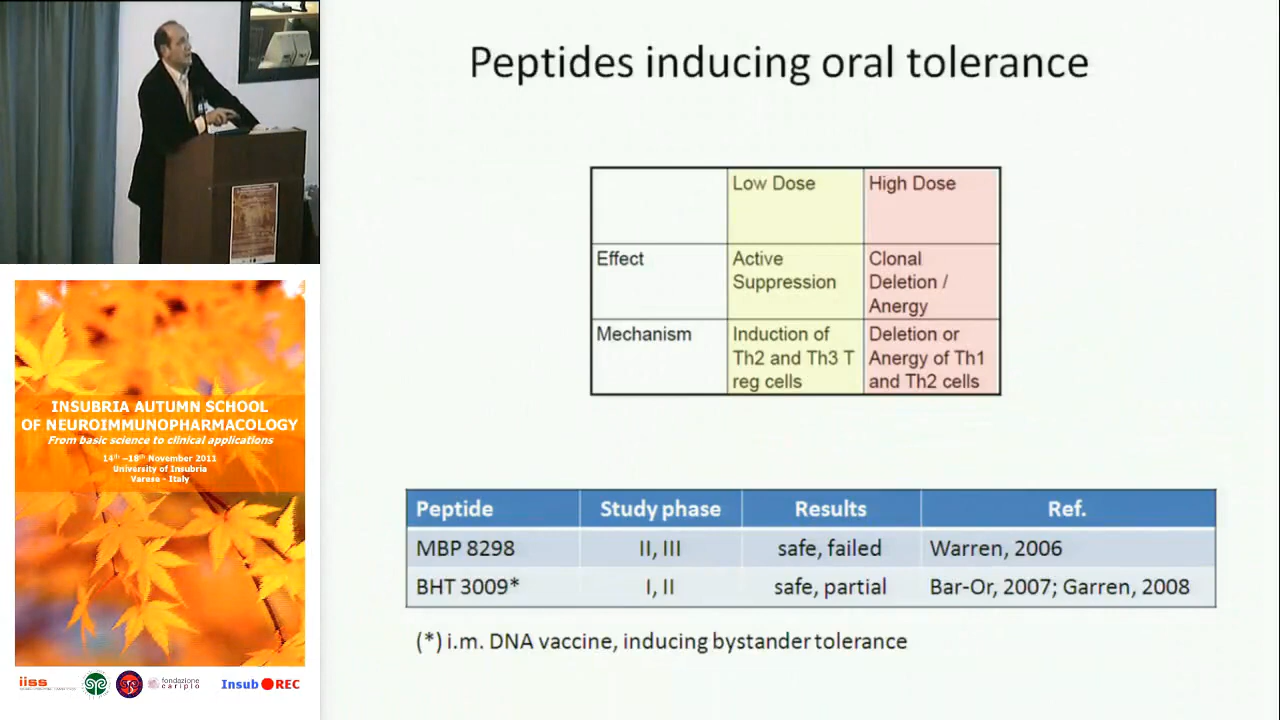 Peptides inducing oral tolerance
Low Dose
High Dose
Effect
Active
Suppression
Clonal
Deletion /
Anergy
Mechanism
Induction of
Th2 and Th3 T
reg cells
Deletion or
Anergy of Th1
and Th2 cells
Peptide
Study phase
Results
Ref.
MBP 8298
II, III
safe, failed
Warren, 2006
BHT 3009*
I, II
safe, partial
Bar-Or, 2007; Garren, 2008
(*) i.m. DNA vaccine, inducing bystander tolerance
INSUBRIA AUTUMN SCHOOL
OF NEUROIMMUNOPHARMACOLOGY
From basic science to clinical applications
14th –18th November 2011
University of Insubria
Varese - Italy
iiss
fondazione
cariplo
Insub REC